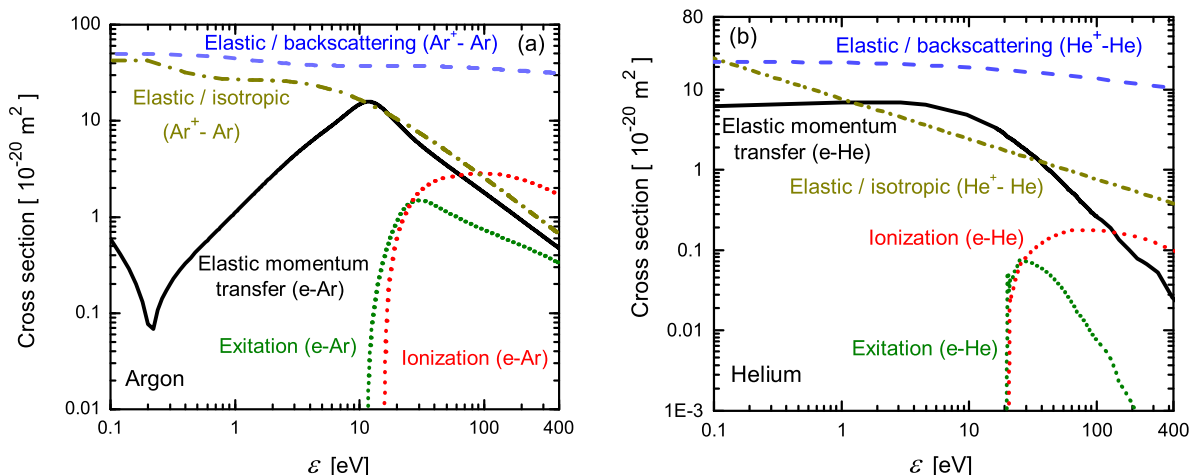 Cross section [ 10⁻²⁰ m² ]
100
10
1
0.1
0.01
Elastic / backscattering (Ar⁺- Ar)
(a)
Elastic / isotropic
(Ar⁺- Ar)
Elastic momentum
transfer (e-Ar)
Exitation (e-Ar)
Ionization (e-Ar)
Argon
0.1 1 10 100 400
ε [eV]
Cross section [ 10⁻²⁰ m² ]
80
10
1
0.1
0.01
1E-3
(b)
Elastic / backscattering (He⁺-He)
Elastic momentum
transfer (e-He)
Elastic / isotropic (He⁺- He)
Ionization (e-He)
Exitation (e-He)
Helium
0.1 1 10 100 400
ε [eV]